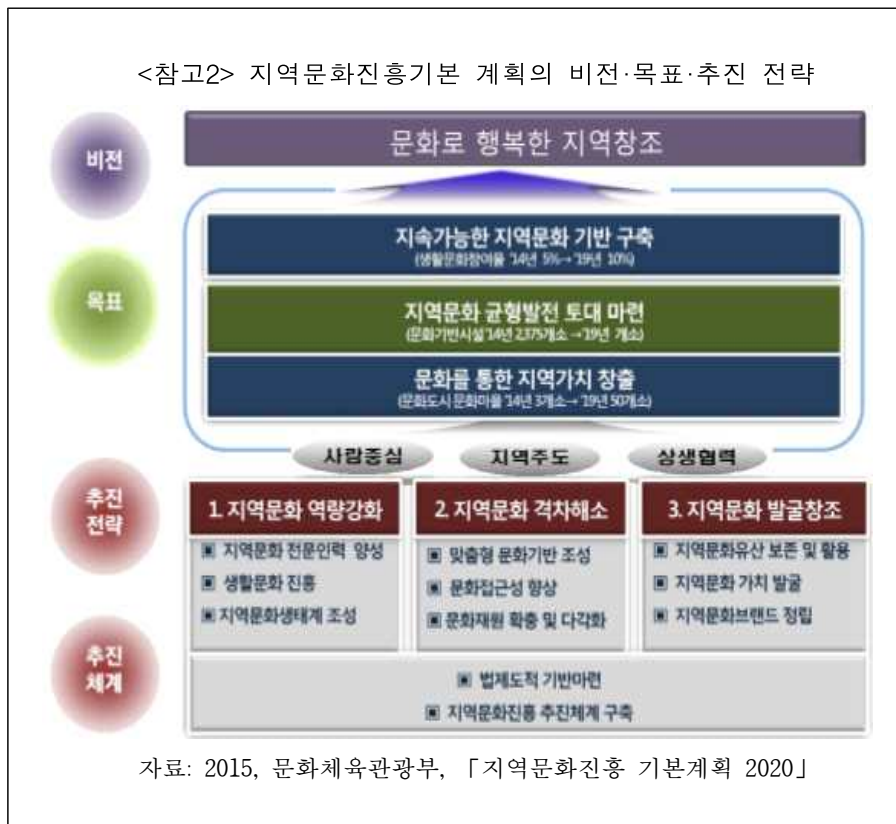 <참고2> 지역문화진흥기본 계획의 비전·목표·추진 전략
비전
문화로 행복한 지역창조
목표
지속가능한 지역문화 기반 구축
(생활문화참여율 '14년 5%→'19년 10%)
지역문화 균형발전 토대 마련
(문화기반시설 '14년 2,375개소→'19년 개소)
문화를 통한 지역가치 창출
(문화도시 문화마을 '14년 3개소→'19년 50개소)
사람중심 지역주도 상생협력
추진
전략
1. 지역문화 역량강화
▣ 지역문화 전문인력 양성
▣ 생활문화 진흥
▣ 지역문화생태계 조성
2. 지역문화 격차해소
▣ 맞춤형 문화기반 조성
▣ 문화접근성 향상
▣ 문화재원 확충 및 다각화
3. 지역문화 발굴창조
▣ 지역문화유산 보존 및 활용
▣ 지역문화 가치 발굴
▣ 지역문화브랜드 정립
추진
체계
▣ 법제도적 기반마련
▣ 지역문화진흥 추진체계 구축
자료: 2015, 문화체육관광부, 「지역문화진흥 기본계획 2020」